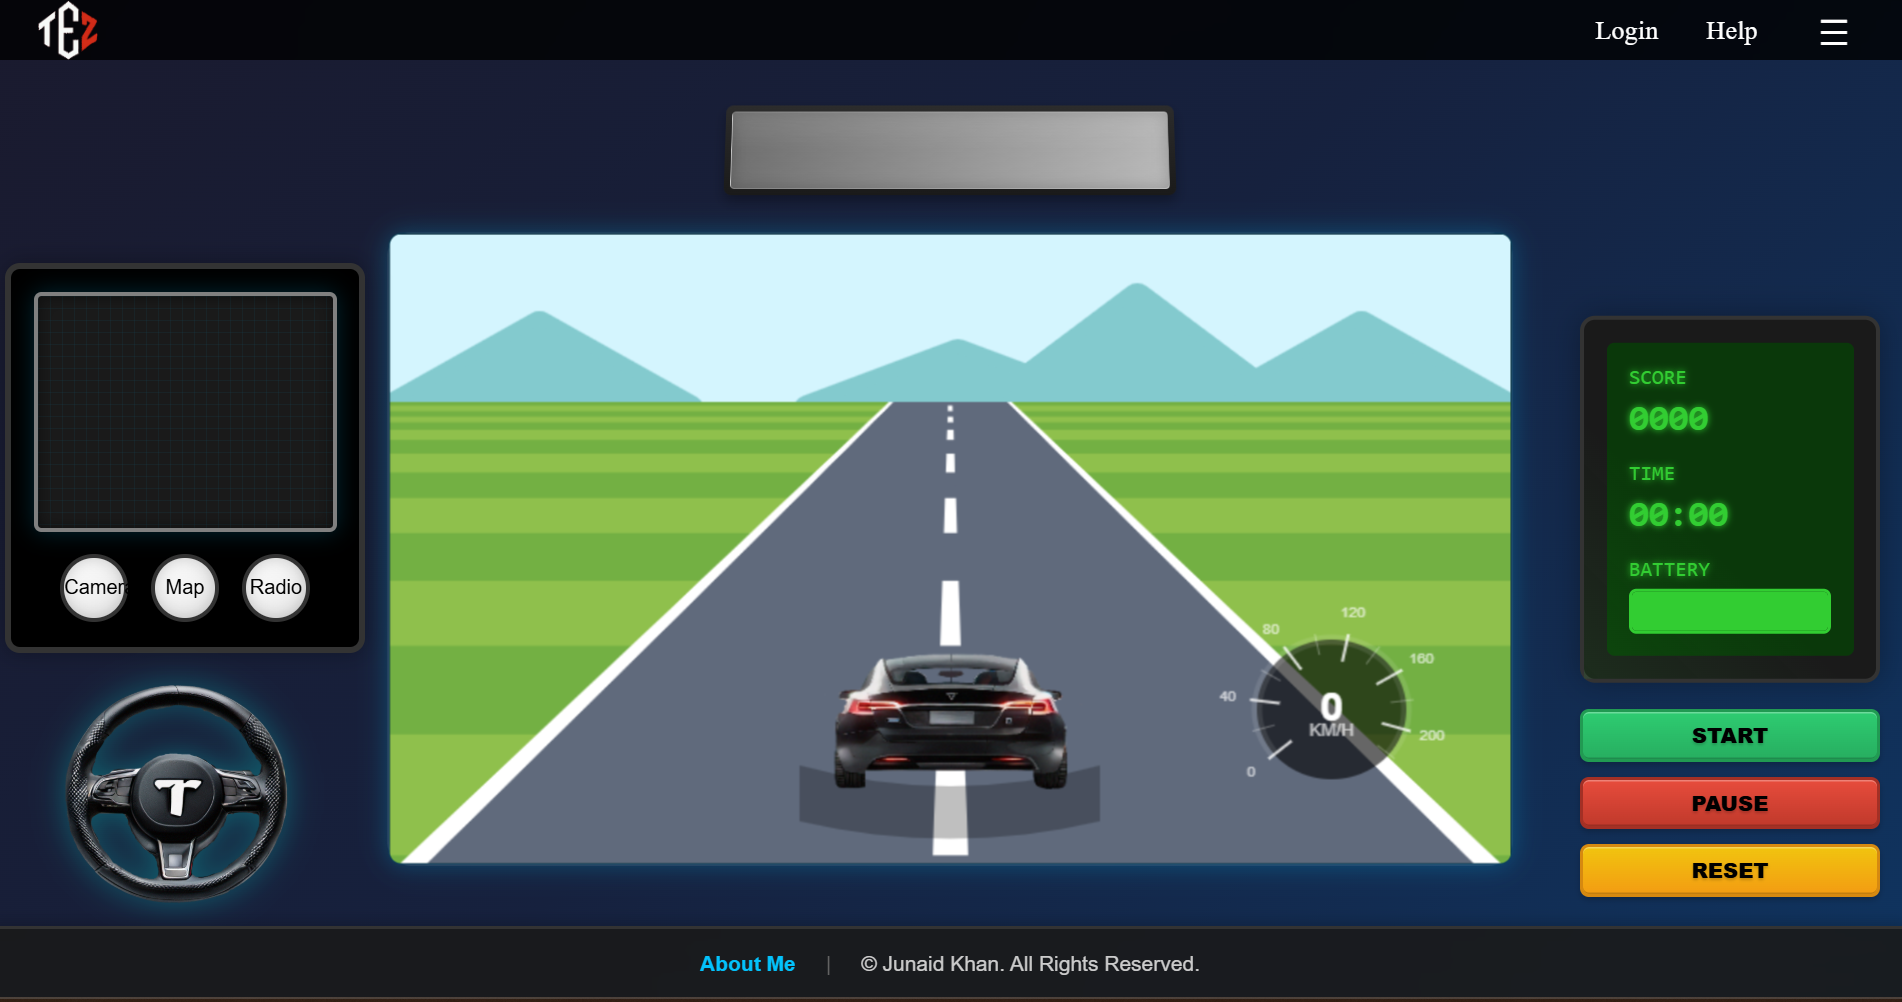 TEZ
Login
Help
Camera
Map
Radio
T
SCORE
0000
TIME
00:00
BATTERY
0
40
80
120
160
200
0
KM/H
START
PAUSE
RESET
About Me | © Junaid Khan. All Rights Reserved.